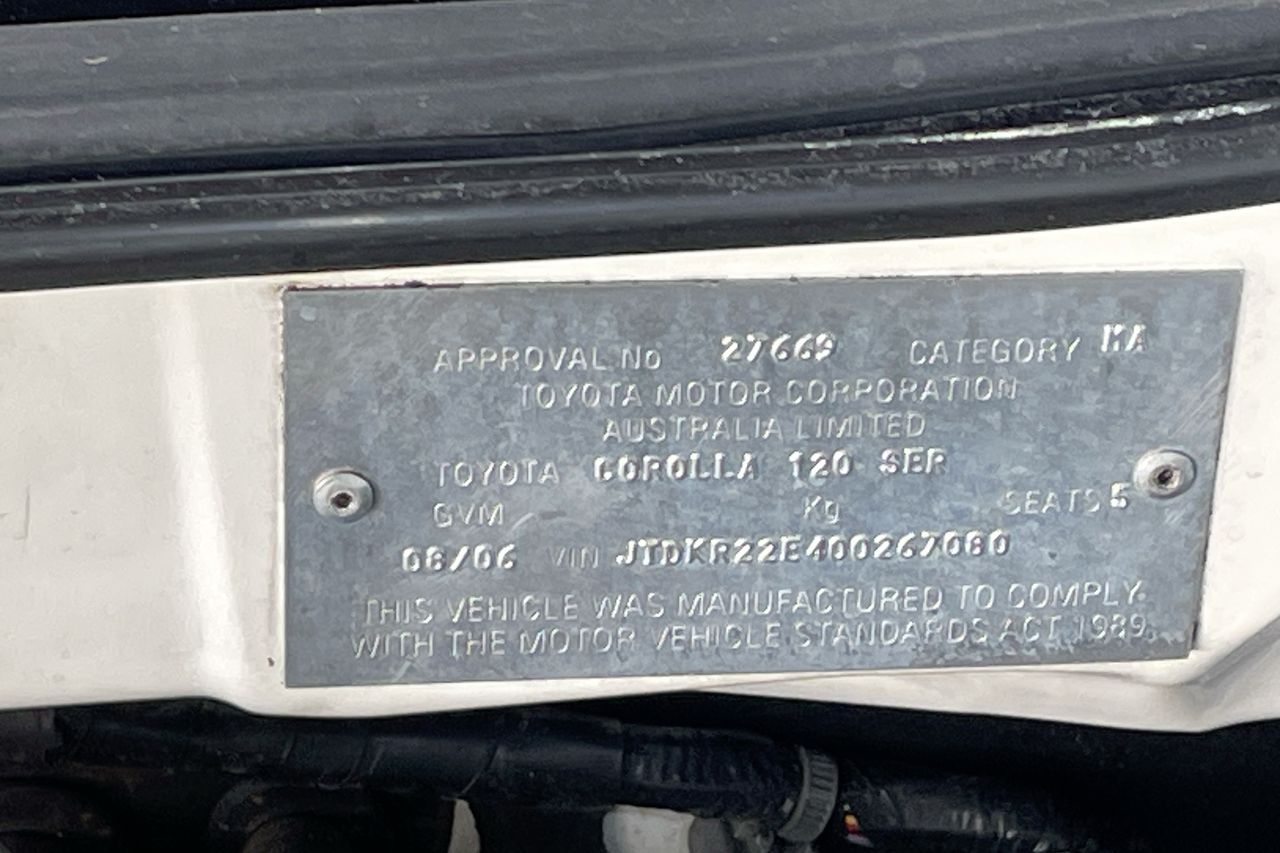 APPROVAL No 27669 CATEGORY MA
TOYOTA MOTOR CORPORATION
AUSTRALIA LIMITED
TOYOTA COROLLA 120 SER
GVM Kg SEATS 5
08/06 VIN JTDKR22E400267080
THIS VEHICLE WAS MANUFACTURED TO COMPLY
WITH THE MOTOR VEHICLE STANDARDS ACT 1989.